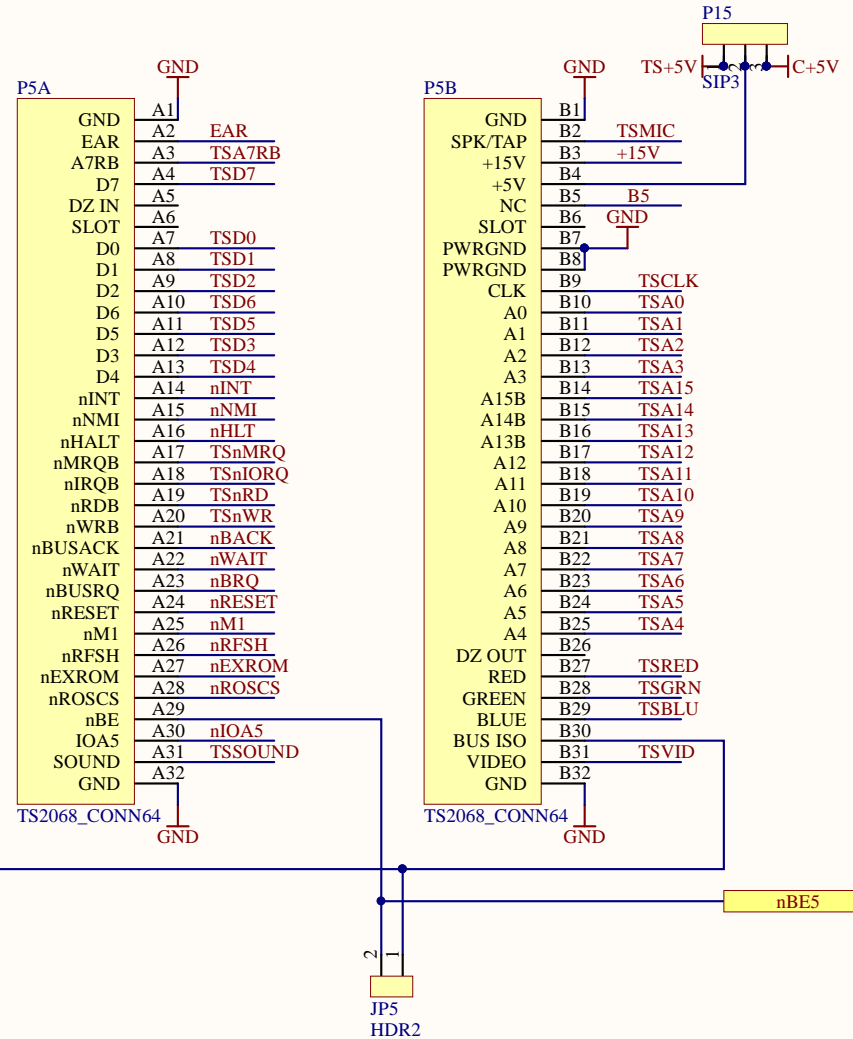 P15
TS+5V 1 2 3 C+5V
SIP3
GND GND
P5A P5B
GND A1
EAR A2 EAR
A7RB A3 TSA7RB
D7 A4 TSD7
DZ IN A5
SLOT A6
D0 A7 TSD0
D1 A8 TSD1
D2 A9 TSD2
D6 A10 TSD6
D5 A11 TSD5
D3 A12 TSD3
D4 A13 TSD4
nINT A14 nINT
nNMI A15 nNMI
nHALT A16 nHLT
nMRQB A17 TSnMRQ
nIRQB A18 TSnIORQ
nRDB A19 TSnRD
nWRB A20 TSnWR
nBUSACK A21 nBACK
nWAIT A22 nWAIT
nBUSRQ A23 nBRQ
nRESET A24 nRESET
nM1 A25 nM1
nRFSH A26 nRFSH
nEXROM A27 nEXROM
nROSCS A28 nROSCS
nBE A29
IOA5 A30 nIOA5
SOUND A31 TSSOUND
GND A32
TS2068_CONN64
GND
GND B1
SPK/TAP B2 TSMIC
+15V B3 +15V
+5V B4
NC B5 B5
SLOT B6 GND
PWRGND B7
PWRGND B8
CLK B9 TSCLK
A0 B10 TSA0
A1 B11 TSA1
A2 B12 TSA2
A3 B13 TSA3
A15B B14 TSA15
A14B B15 TSA14
A13B B16 TSA13
A12 B17 TSA12
A11 B18 TSA11
A10 B19 TSA10
A9 B20 TSA9
A8 B21 TSA8
A7 B22 TSA7
A6 B23 TSA6
A5 B24 TSA5
A4 B25 TSA4
DZ OUT B26
RED B27 TSRED
GREEN B28 TSGRN
BLUE B29 TSBLU
BUS ISO B30
VIDEO B31 TSVID
GND B32
TS2068_CONN64
GND
nBE5
2 1
JP5
HDR2